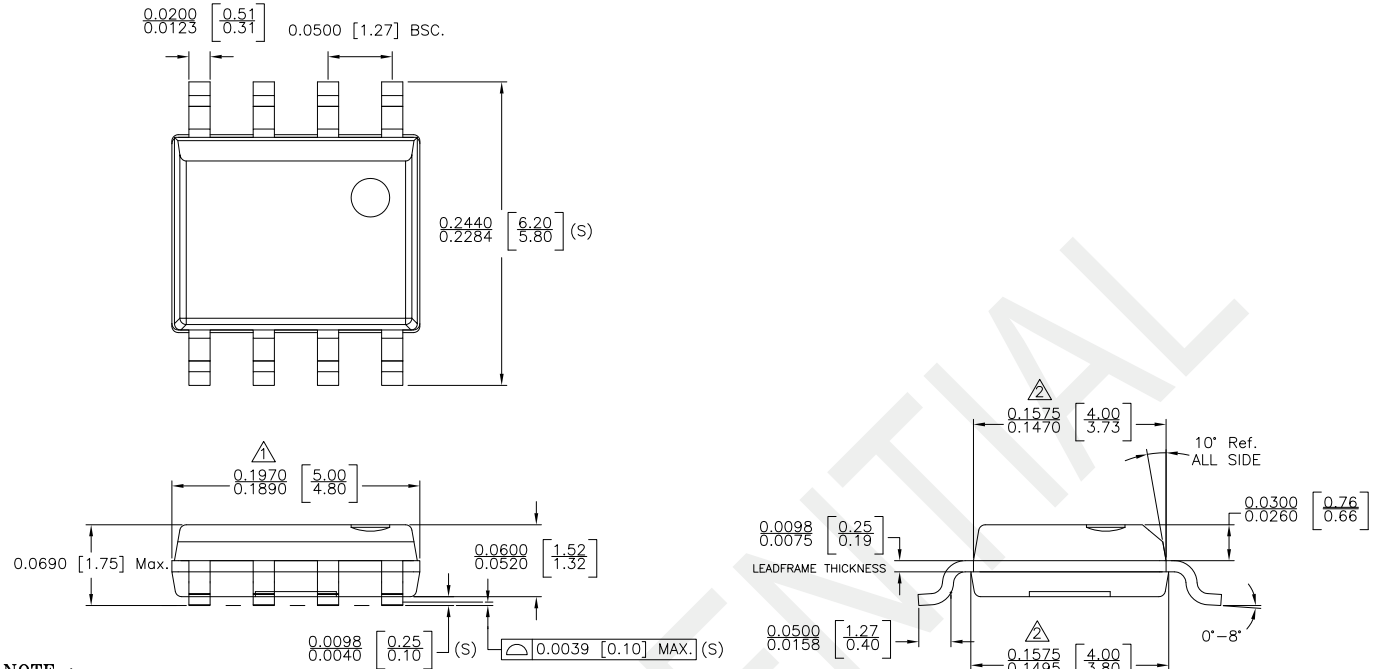 0.0200 [0.51]
0.0123 [0.31]
0.0500 [1.27] BSC.
0.2440 [6.20] (S)
0.2284 [5.80]
1
0.1970 [5.00]
0.1890 [4.80]
0.0690 [1.75] Max.
0.0600 [1.52]
0.0520 [1.32]
0.0098 [0.25] (S)
0.0040 [0.10]
0.0039 [0.10] MAX. (S)
2
0.1575 [4.00]
0.1470 [3.73]
10° Ref.
ALL SIDE
0.0300 [0.76]
0.0260 [0.66]
0.0098 [0.25]
0.0075 [0.19]
LEADFRAME THICKNESS
0.0500 [1.27]
0.0158 [0.40]
0°-8°
2
0.1575 [4.00]
0.1495 [3.80]
NOTE
ENTIAL